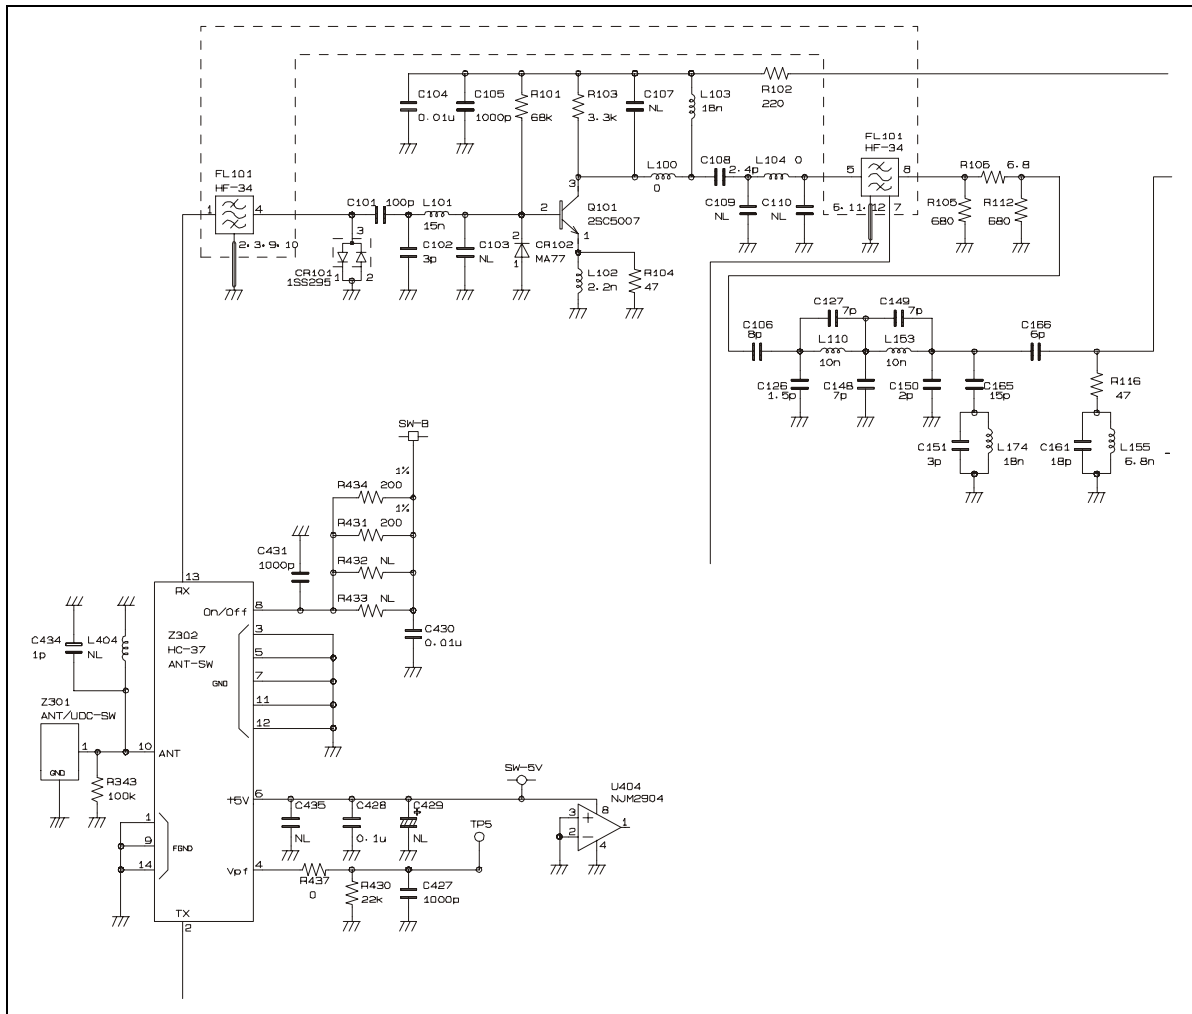 C104
0.01u
C105
1000p
R101
68k
R103
3.3k
C107
NL
L103
18n
R102
220
FL101
HF-34
1
4
2.3.9.10
C101
100p
L101
15n
3
CR101
1SS295
1
2
C102
3p
C103
NL
2
1
CR102
MA77
2
3
1
Q101
2SC5007
L102
2.2n
R104
47
L100
0
C108
2.4p
L104
0
C109
NL
C110
NL
FL101
HF-34
5
8
6.11.12
7
R106
6.8
R105
680
R112
680
C106
8p
C127
7p
C149
7p
L110
10n
L153
10n
C126
1.5p
C148
7p
C150
2p
C165
15p
C166
6p
R116
47
C151
3p
L174
18n
C161
18p
L155
6.8n
SW-B
1%
R434
200
1%
R431
200
R432
NL
R433
NL
C431
1000p
C430
0.01u
13
RX
On/Off
8
Z302
HC-37
ANT-SW
GND
3
5
7
11
12
C434
1p
L404
NL
Z301
ANT/UDC-SW
GND
1
10
ANT
R343
100k
1
9
14
FGND
+5V
6
Vpf
4
TX
2
C435
NL
C428
0.1u
C429
+
NL
SW-5V
U404
NJM2904
3
+
2
-
8
4
1
TP5
R437
0
R430
22k
C427
1000p